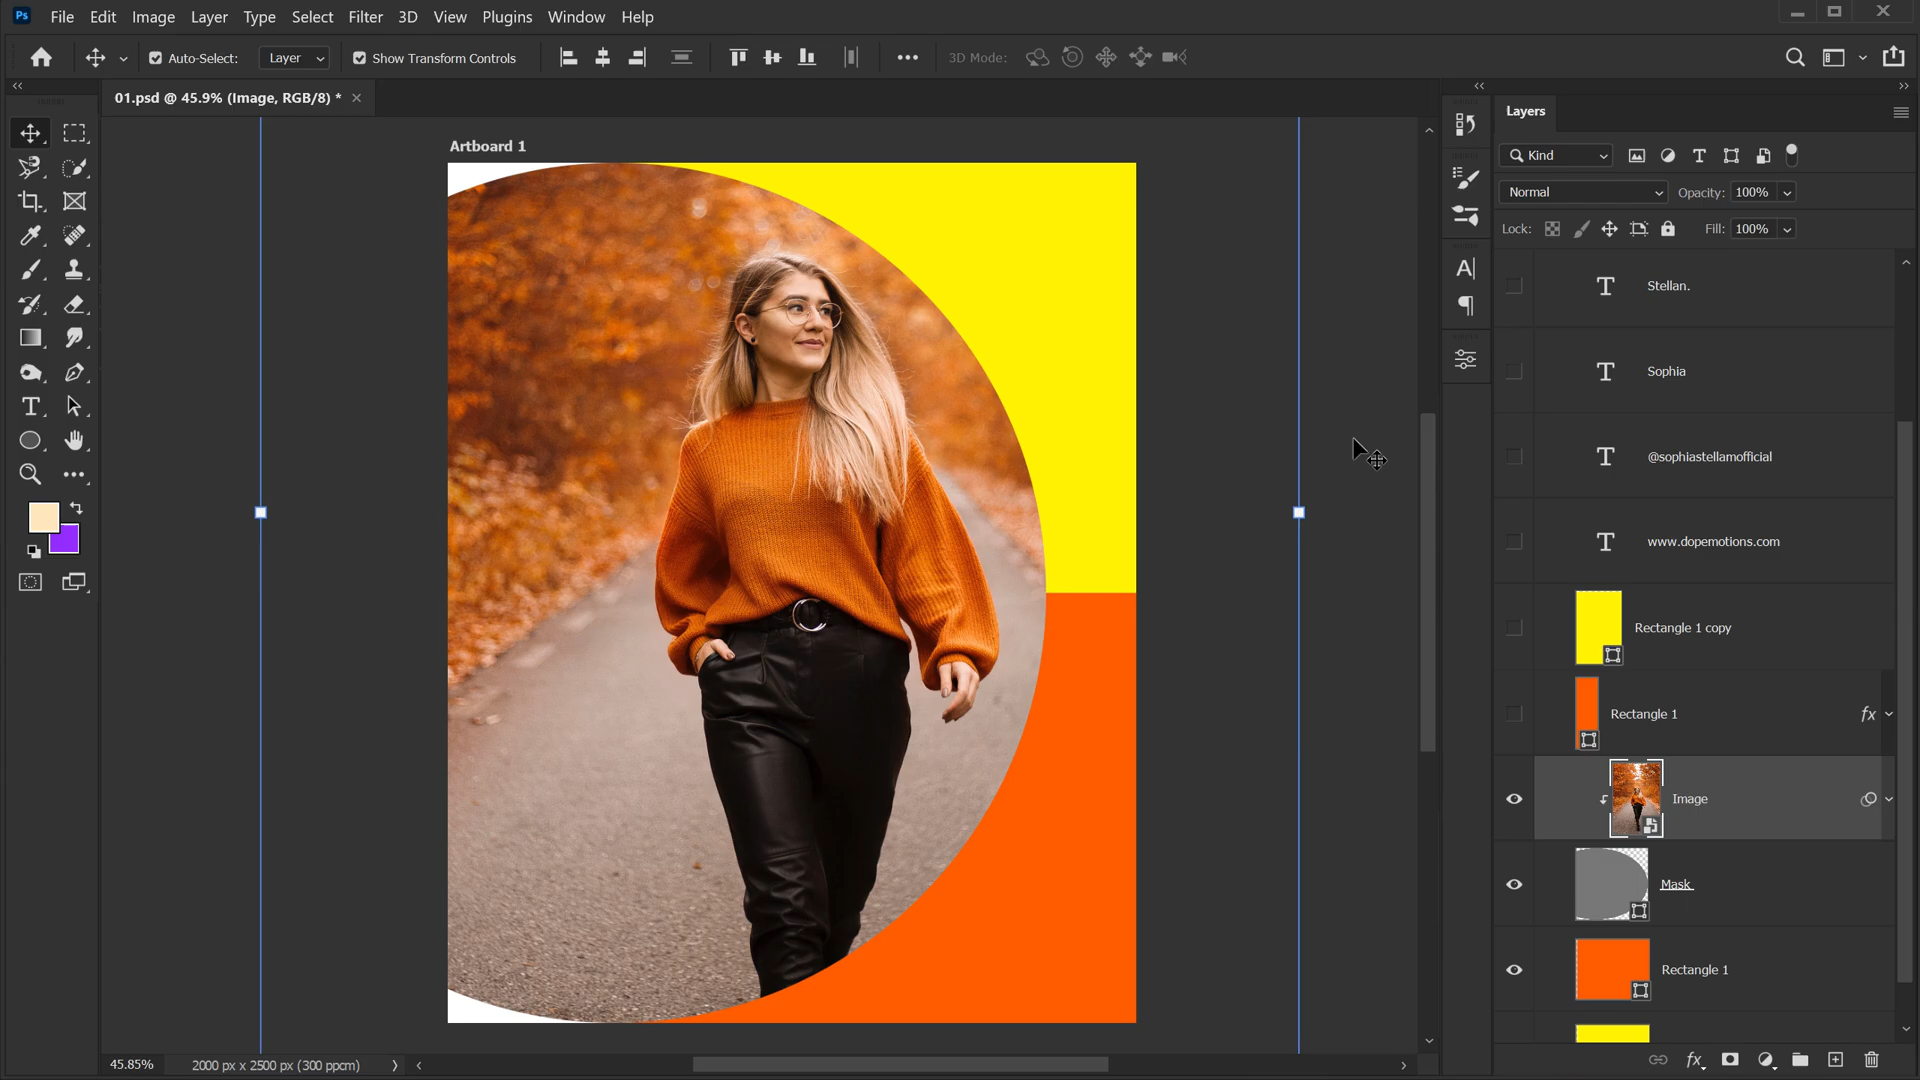 Ps File Edit Image Layer Type Select Filter 3D View Plugins Window Help
Auto-Select: Layer Show Transform Controls 3D Mode:
01.psd @ 45.9% (Image, RGB/8) *
Layers
Artboard 1
Kind
Normal Opacity: 100%
Lock: Fill: 100%
Stellan.
Sophia
@sophiastellamofficial
www.dopemotions.com
Rectangle 1 copy
Rectangle 1 fx
Image
Mask
Rectangle 1
45.85% 2000 px x 2500 px (300 ppcm)
fx